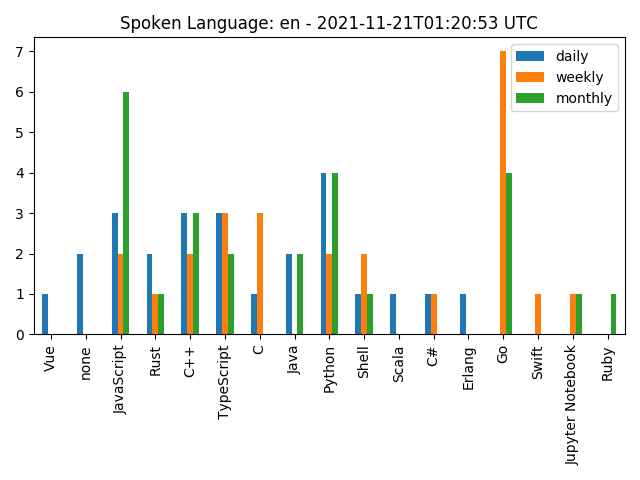 Spoken Language: en - 2021-11-21T01:20:53 UTC
daily
weekly
monthly
7
6
5
4
3
2
1
0
Vue
none
JavaScript
Rust
C++
TypeScript
C
Java
Python
Shell
Scala
C#
Erlang
Go
Swift
Jupyter Notebook
Ruby